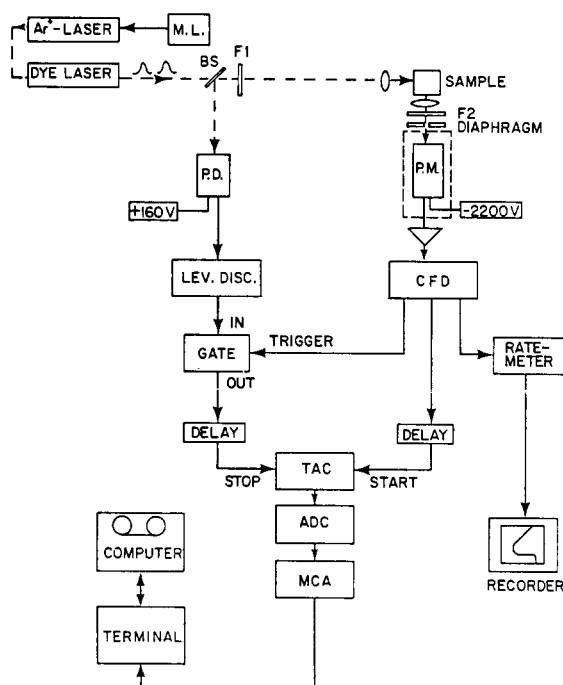 Ar+-LASER
M.L.
DYE LASER
BS
F1
SAMPLE
F2
DIAPHRAGM
P.D.
P.M.
+160V
-2200V
LEV. DISC.
CFD
IN
TRIGGER
GATE
RATE-
METER
OUT
DELAY
DELAY
STOP
TAC
START
ADC
COMPUTER
MCA
RECORDER
TERMINAL